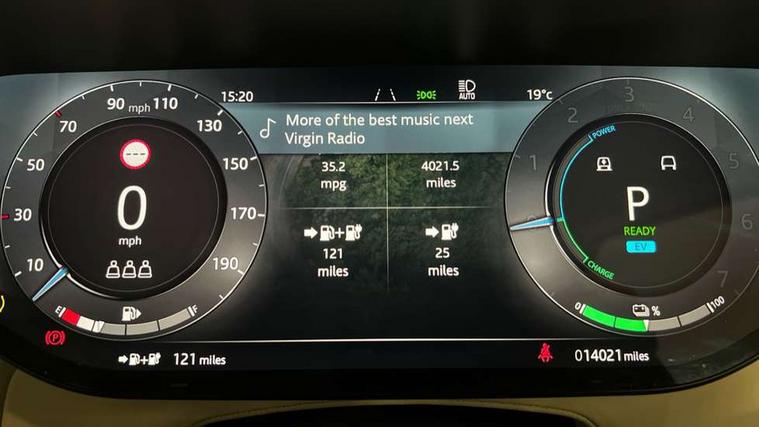 15:20
AUTO
19°c
More of the best music next
Virgin Radio
35.2
mpg
4021.5
miles
121
miles
25
miles
10
30
50
70
90 mph 110
130
150
170
190
0
mph
E
F
1
2
3
4
5
6
7
POWER
P
READY
EV
CHARGE
0
%
100
121 miles
014021 miles